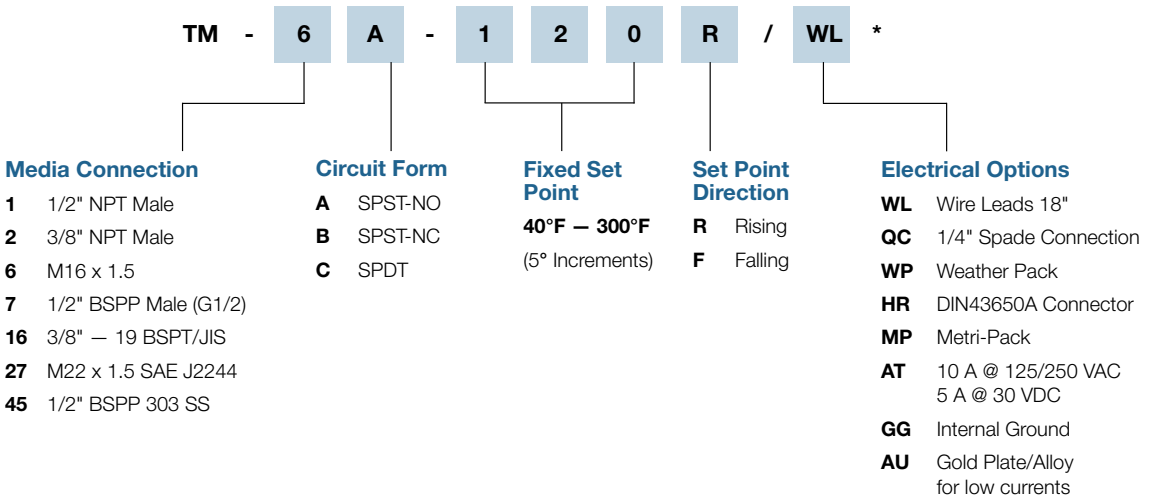 TM - 6 A - 1 2 0 R / WL *
Media Connection
1 1/2" NPT Male
2 3/8" NPT Male
6 M16 x 1.5
7 1/2" BSPP Male (G1/2)
16 3/8" — 19 BSPT/JIS
27 M22 x 1.5 SAE J2244
45 1/2" BSPP 303 SS
Circuit Form
A SPST-NO
B SPST-NC
C SPDT
Fixed Set
Point
40°F — 300°F
(5° Increments)
Set Point
Direction
R Rising
F Falling
Electrical Options
WL Wire Leads 18"
QC 1/4" Spade Connection
WP Weather Pack
HR DIN43650A Connector
MP Metri-Pack
AT 10 A @ 125/250 VAC
5 A @ 30 VDC
GG Internal Ground
AU Gold Plate/Alloy
for low currents